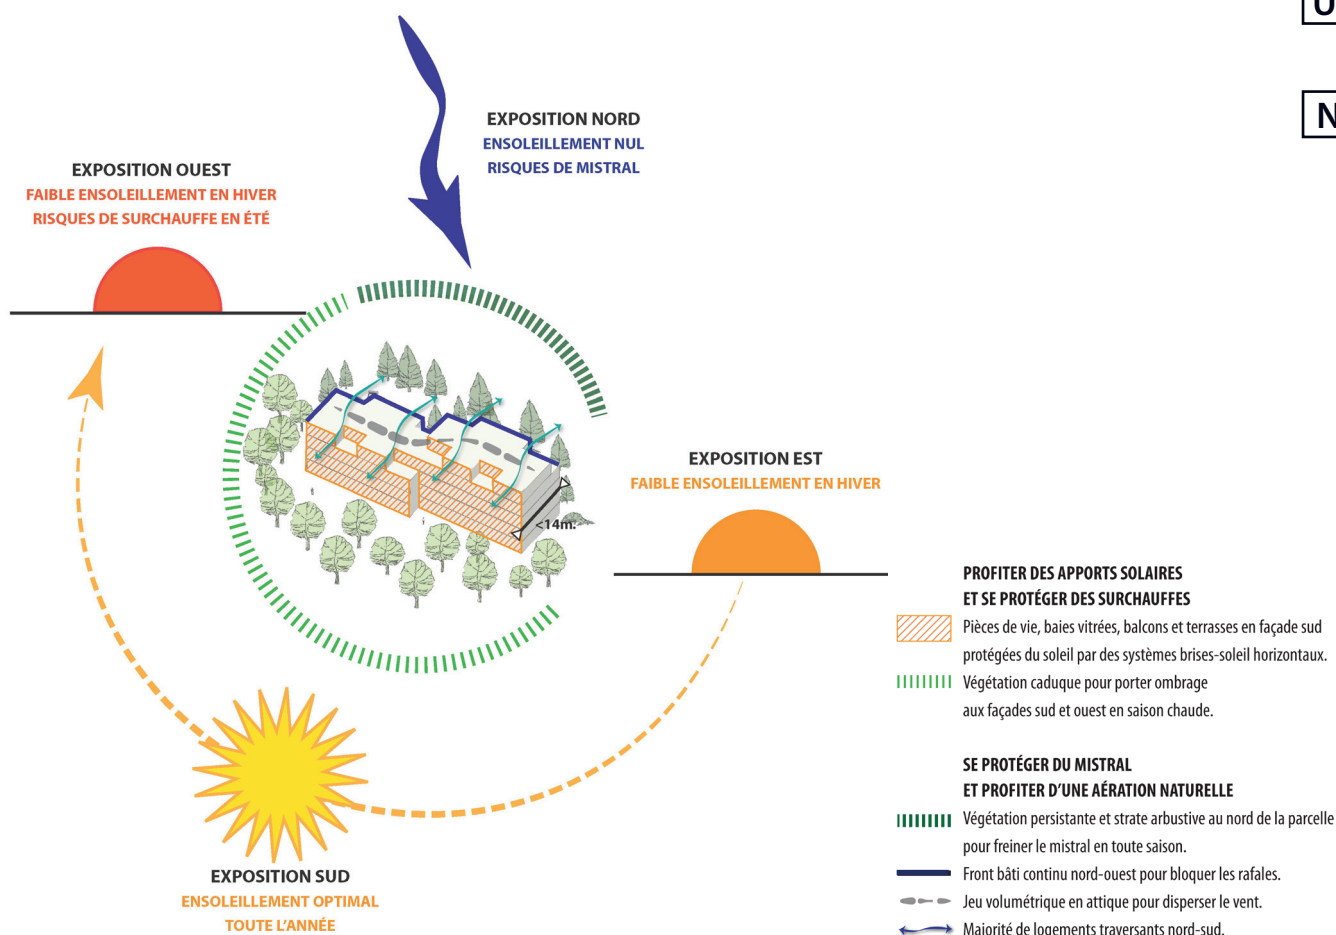 U
N
EXPOSITION NORD
ENSOLEILLEMENT NUL
RISQUES DE MISTRAL
EXPOSITION OUEST
FAIBLE ENSOLEILLEMENT EN HIVER
RISQUES DE SURCHAUFFE EN ÉTÉ
EXPOSITION EST
FAIBLE ENSOLEILLEMENT EN HIVER
<14m.
EXPOSITION SUD
ENSOLEILLEMENT OPTIMAL
TOUTE L'ANNÉE
PROFITER DES APPORTS SOLAIRES
ET SE PROTÉGER DES SURCHAUFFES
Pièces de vie, baies vitrées, balcons et terrasses en façade sud
protégées du soleil par des systèmes brises-soleil horizontaux.
Végétation caduque pour porter ombrage
aux façades sud et ouest en saison chaude.
SE PROTÉGER DU MISTRAL
ET PROFITER D'UNE AÉRATION NATURELLE
Végétation persistante et strate arbustive au nord de la parcelle
pour freiner le mistral en toute saison.
Front bâti continu nord-ouest pour bloquer les rafales.
Jeu volumétrique en attique pour disperser le vent.
Majorité de logements traversants nord-sud.